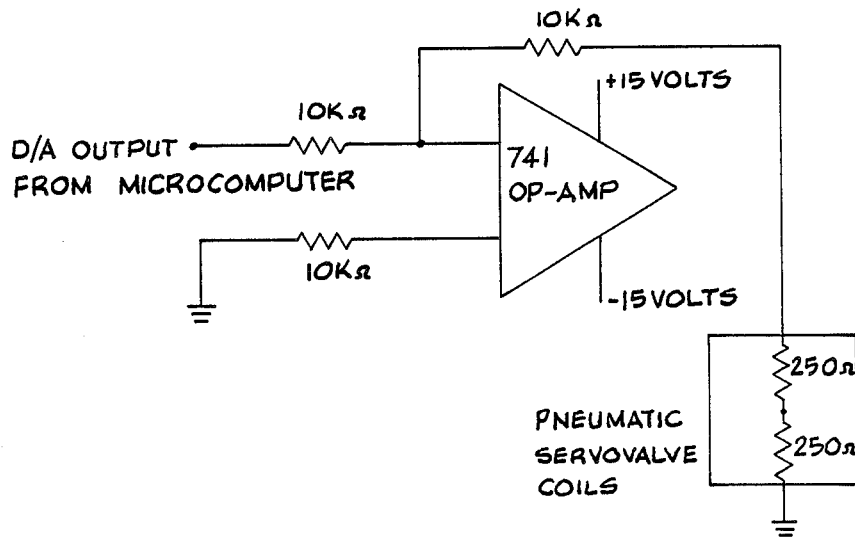 10KΩ
+15 VOLTS
10KΩ
D/A OUTPUT
FROM MICROCOMPUTER
741
OP-AMP
10KΩ
-15 VOLTS
250Ω
PNEUMATIC
SERVOVALVE
COILS
250Ω